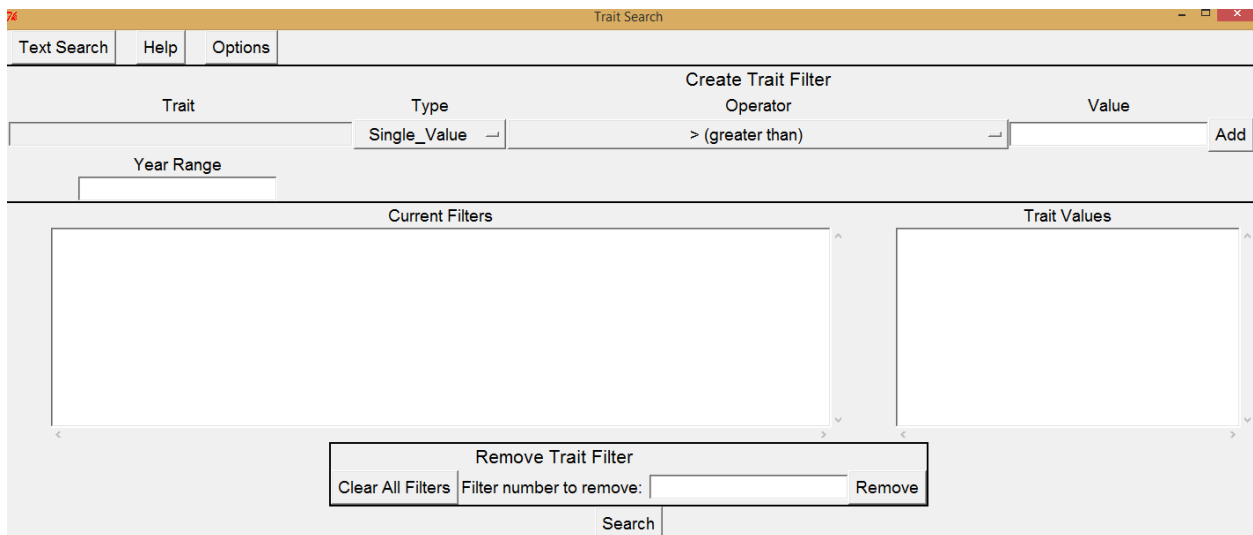 Trait Search
Text Search Help Options
Create Trait Filter
Trait Type Operator Value
Single_Value > (greater than) Add
Year Range
Current Filters Trait Values
Remove Trait Filter
Clear All Filters Filter number to remove: Remove
Search